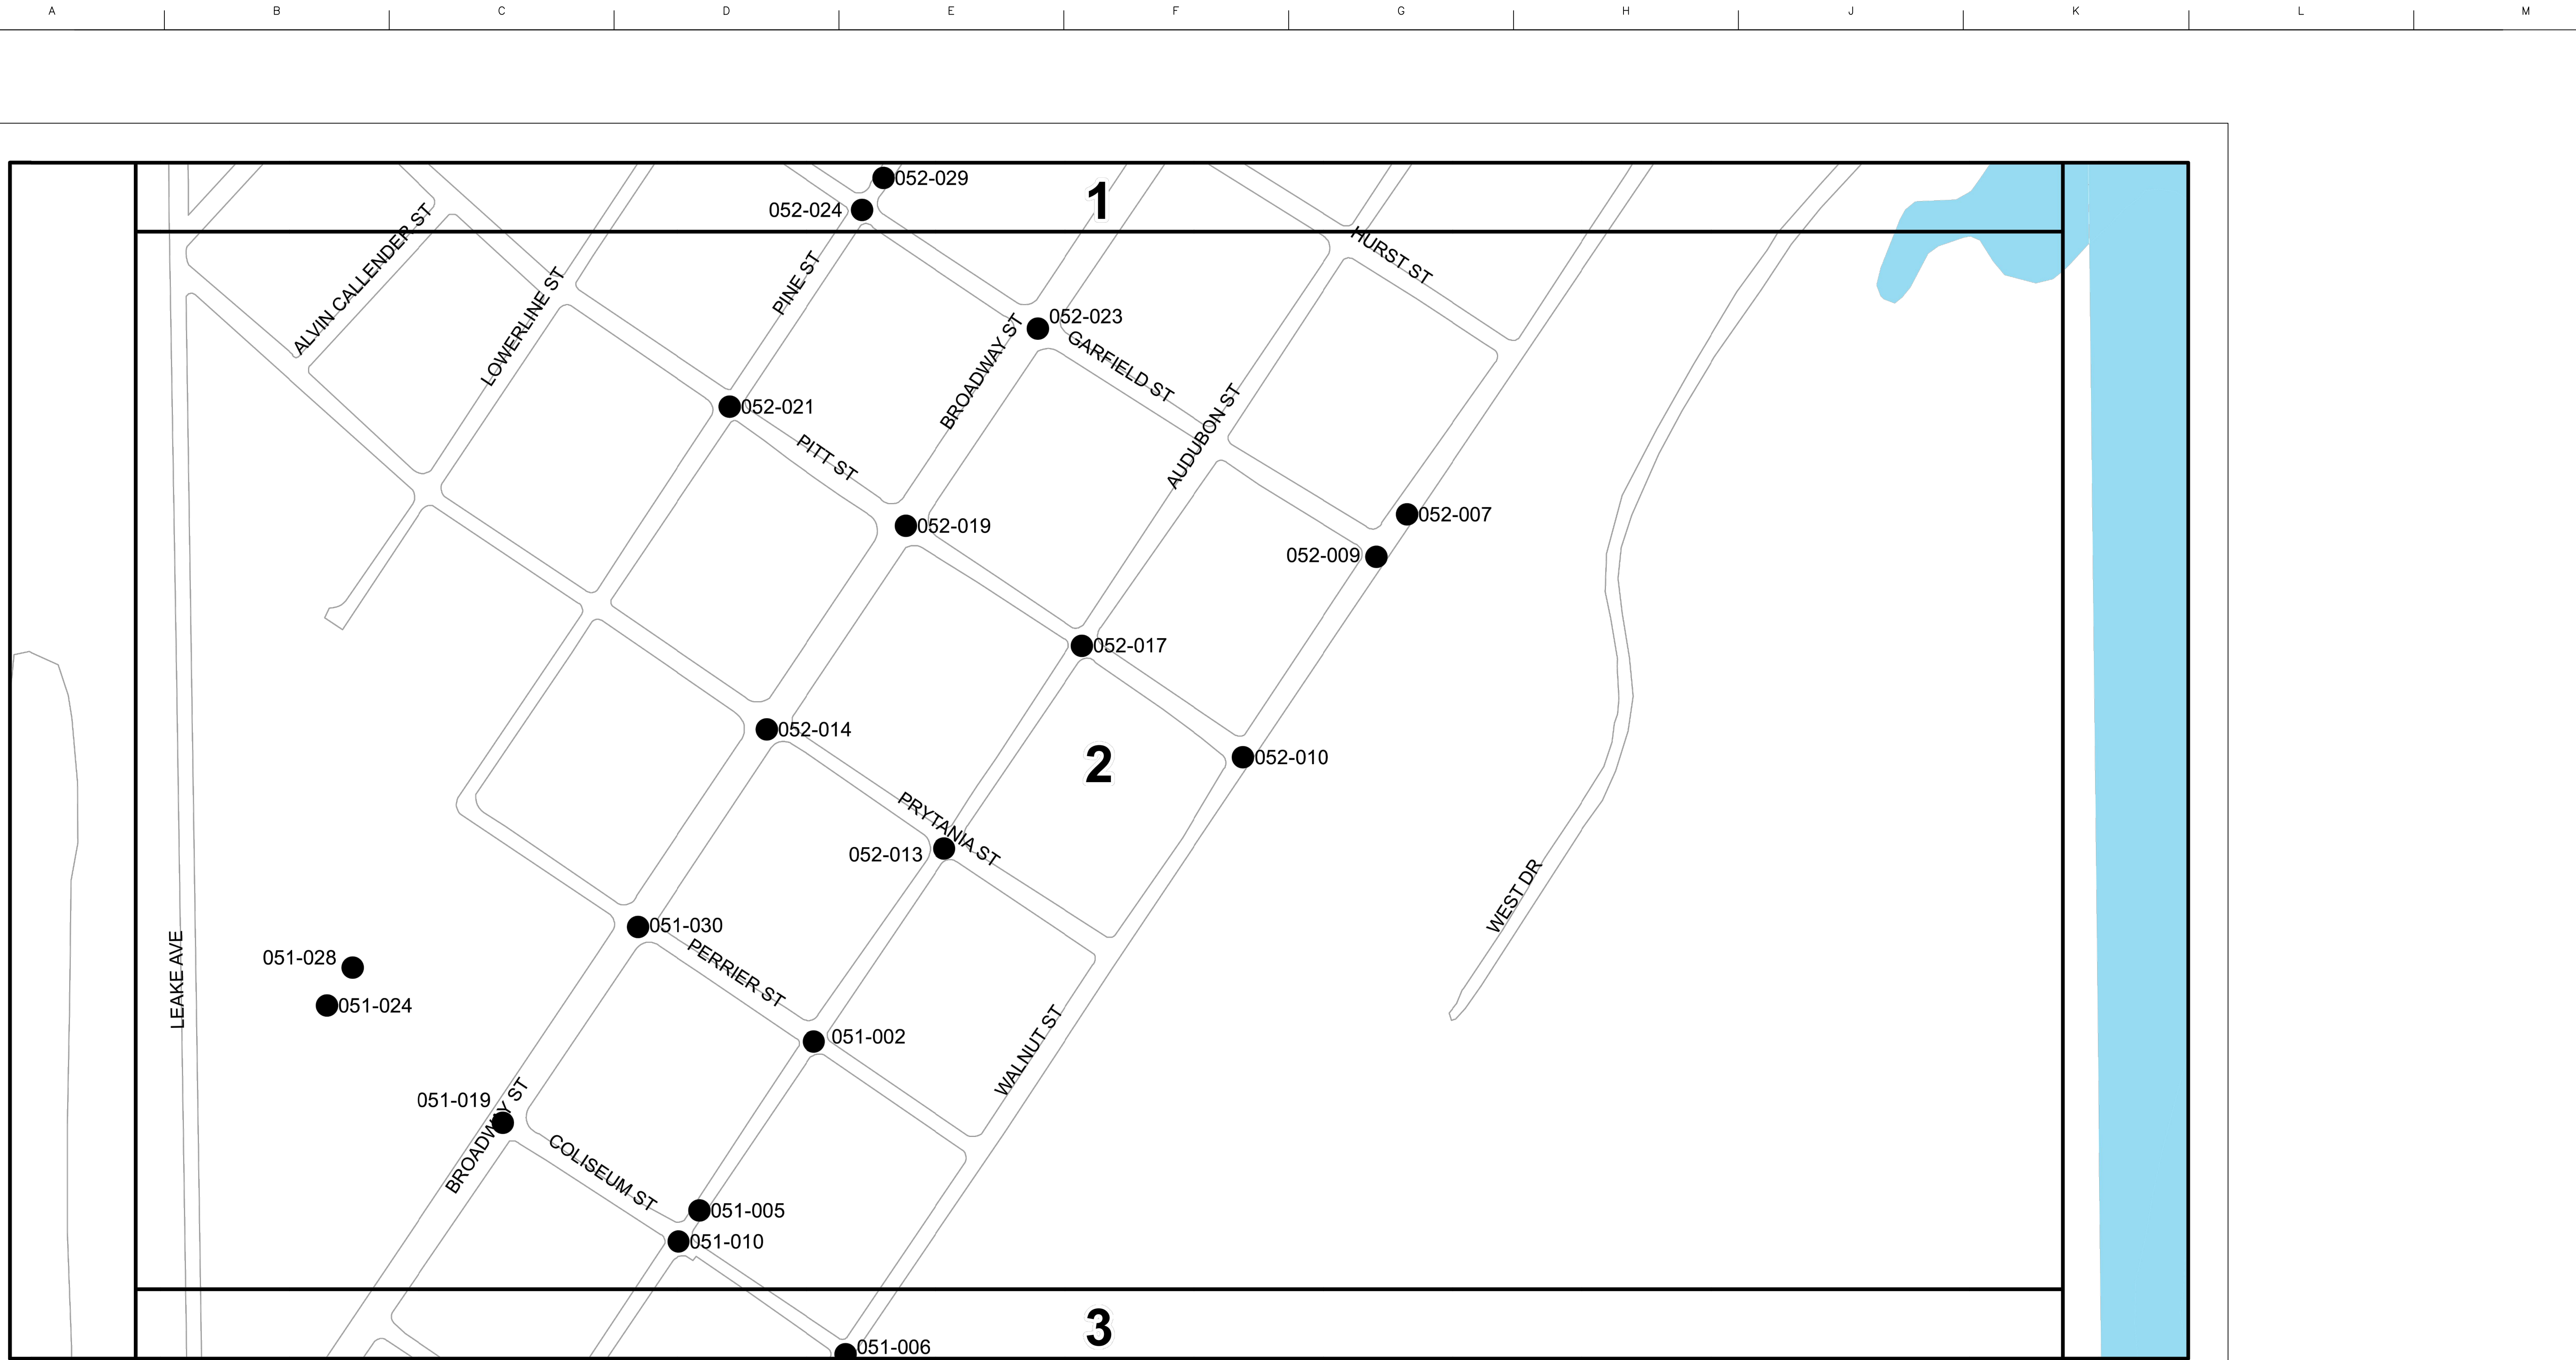 A B C D E F G H J K L M
052-029
1
052-024
ALVIN CALLENDER ST
HURST ST
PINE ST
LOWERLINE ST
052-023
BROADWAY ST
GARFIELD ST
052-021
AUDUBON ST
PITT ST
052-007
052-019
052-009
052-017
052-014
2
052-010
PRYTANIA ST
052-013
WEST DR
051-030
PERRIER ST
051-028
LEAKE AVE
051-024
051-002
WALNUT ST
051-019
BROADWAY ST
COLISEUM ST
051-005
051-010
3
051-006